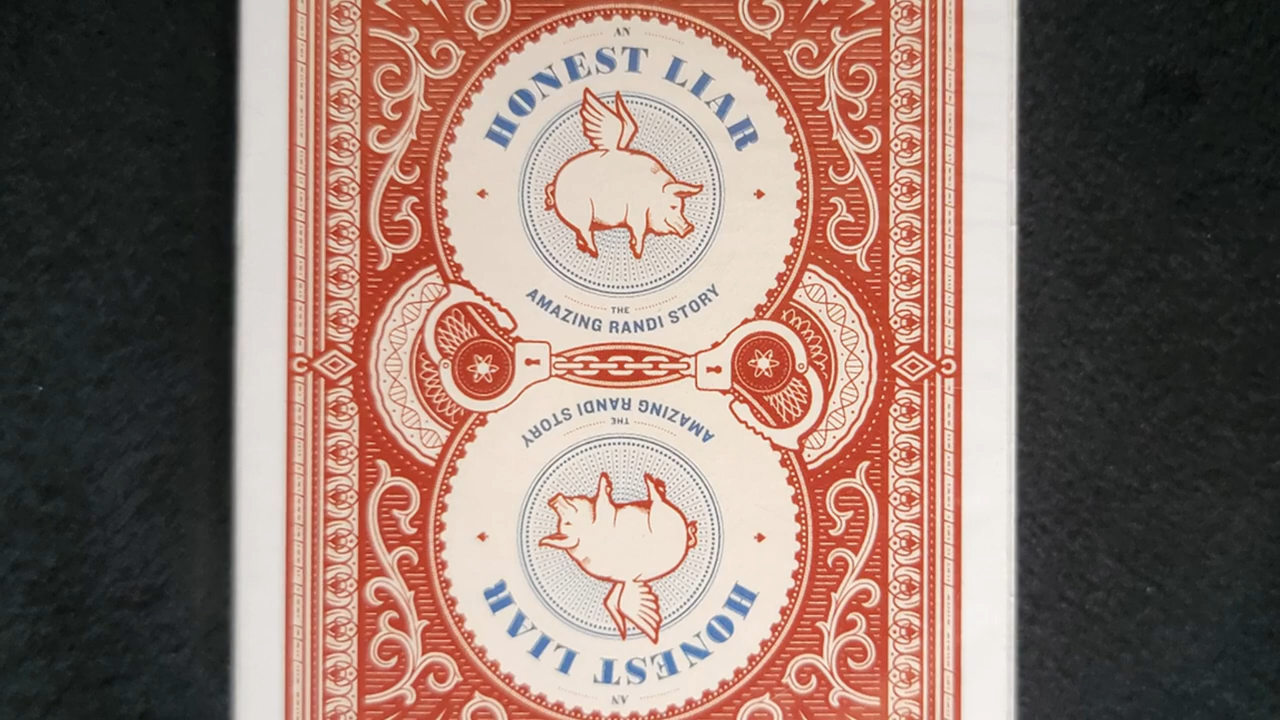 AN
HONEST LIAR
THE
AMAZING RANDI STORY
AMAZING RANDI STORY
THE
HONEST LIAR
AN